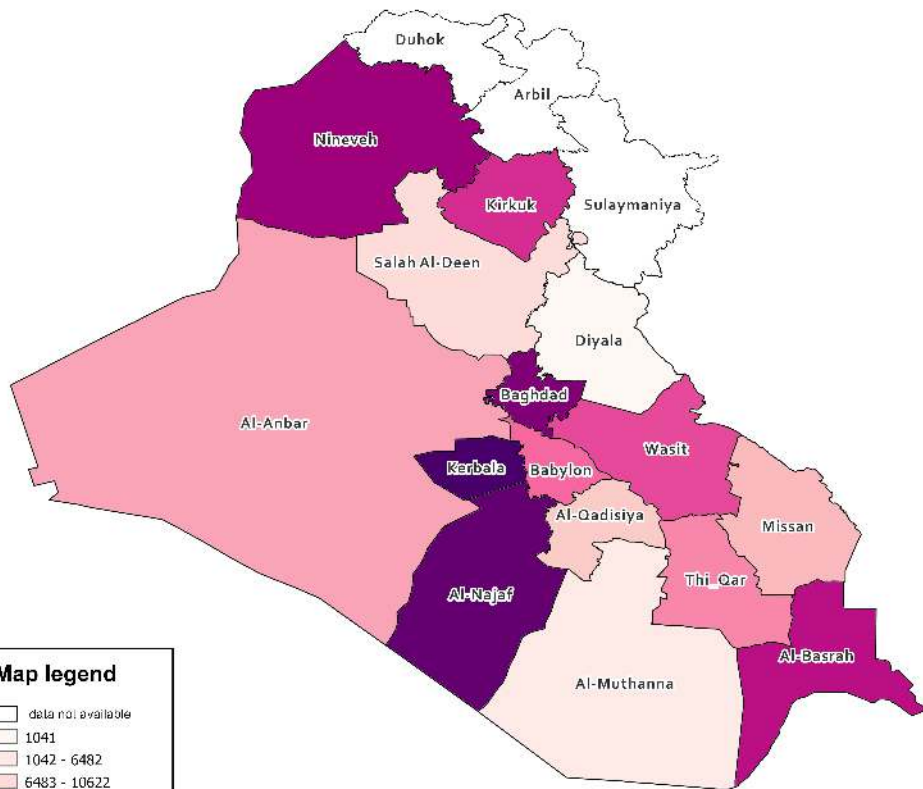 Duhok
Arbil
Nineveh
Kirkuk
Sulaymaniya
Salah Al-Deen
Diyala
Baghdad
Al-Anbar
Wasit
Kerbala
Babylon
Al-Qadisiya
Missan
Thi_Qar
Al-Najaf
Al-Basrah
Al-Muthanna
Map legend
data not available
1041
1042 - 6482
6483 - 10622